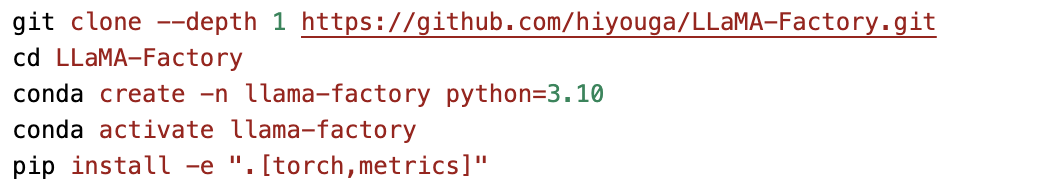 git clone --depth 1 https://github.com/hiyouga/LLaMA-Factory.git
cd LLaMA-Factory
conda create -n llama-factory python=3.10
conda activate llama-factory
pip install -e ".[torch,metrics]"